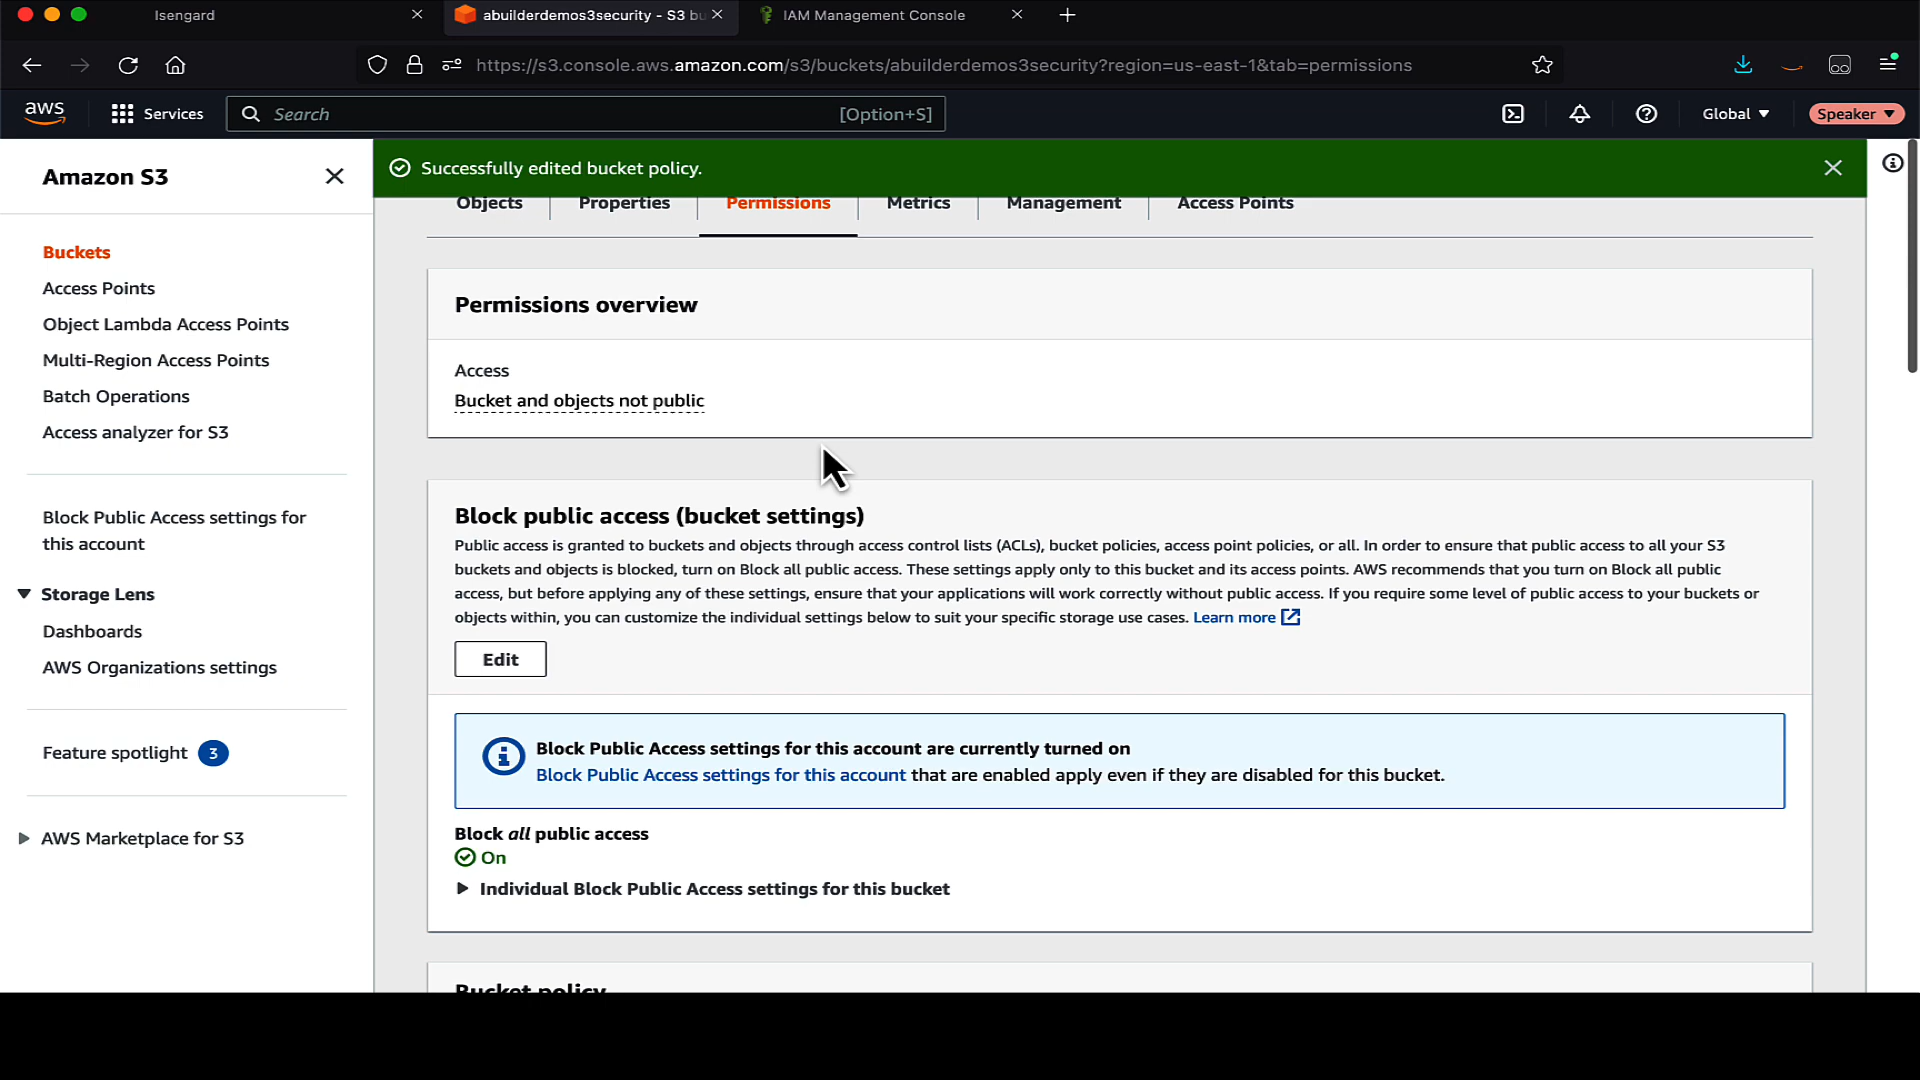 Isengard
abuilderdemos3security - S3 bu
IAM Management Console
https://s3.console.aws.amazon.com/s3/buckets/abuilderdemos3security?region=us-east-1&tab=permissions
aws
Services
Search
[Option+S]
Global
Speaker
Amazon S3
Buckets
Access Points
Object Lambda Access Points
Multi-Region Access Points
Batch Operations
Access analyzer for S3
Block Public Access settings for
this account
Storage Lens
Dashboards
AWS Organizations settings
Feature spotlight 3
AWS Marketplace for S3
Successfully edited bucket policy.
Objects
Properties
Permissions
Metrics
Management
Access Points
Permissions overview
Access
Bucket and objects not public
Block public access (bucket settings)
Public access is granted to buckets and objects through access control lists (ACLs), bucket policies, access point policies, or all. In order to ensure that public access to all your S3
buckets and objects is blocked, turn on Block all public access. These settings apply only to this bucket and its access points. AWS recommends that you turn on Block all public
access, but before applying any of these settings, ensure that your applications will work correctly without public access. If you require some level of public access to your buckets or
objects within, you can customize the individual settings below to suit your specific storage use cases. Learn more
Edit
Block Public Access settings for this account are currently turned on
Block Public Access settings for this account that are enabled apply even if they are disabled for this bucket.
Block all public access
On
Individual Block Public Access settings for this bucket
Bucket policy